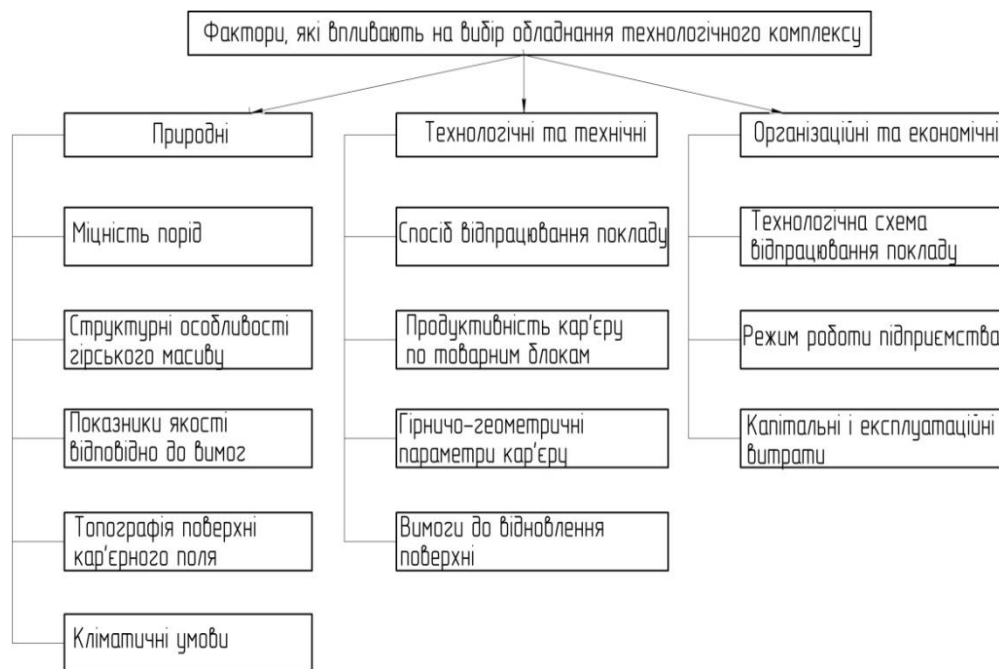 Фактори, які впливають на вибір обладнання технологічного комплексу
Природні
Міцність порід
Структурні особливості
гірського масиву
Показники якості
відповідно до вимог
Топографія поверхні
кар'єрного поля
Кліматичні умови
Технологічні та технічні
Спосіб відпрацювання покладу
Продуктивність кар'єру
по товарним блокам
Гірничо-геометричні
параметри кар'єру
Вимоги до відновлення
поверхні
Організаційні та економічні
Технологічна схема
відпрацювання покладу
Режим роботи підприємства
Капітальні і експлуатаційні
витрати